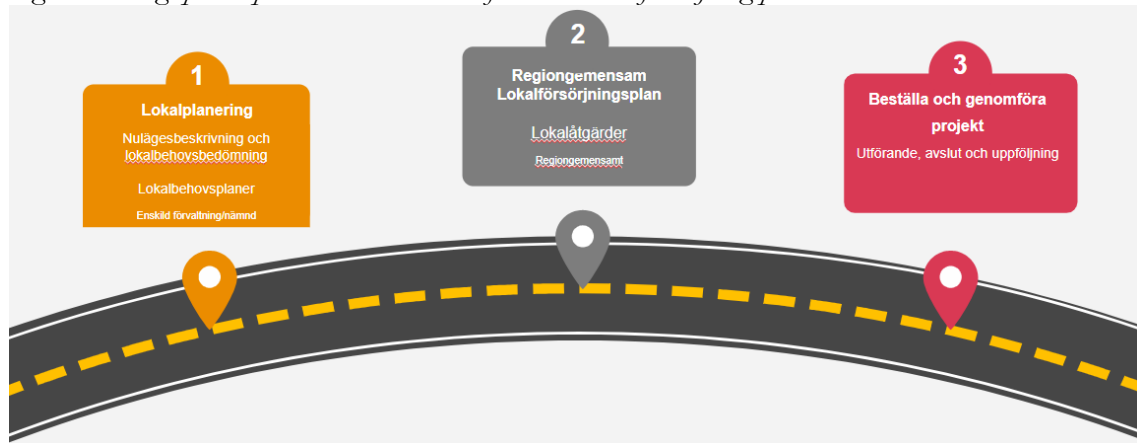 1
Lokalplanering
Nulägesbeskrivning och
lokalbehovsbedömning
Lokalbehovsplaner
Enskild förvaltning/nämnd
2
Regiongemensam
Lokalförsörjningsplan
Lokalåtgärder
Regiongemensamt
3
Beställa och genomföra
projekt
Utförande, avslut och uppföljning